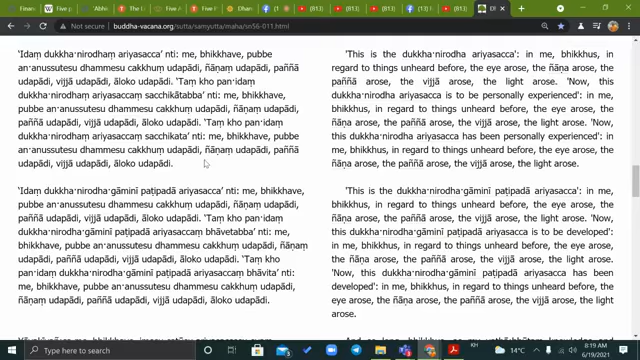 (813)
(813)
(813)
Not secure
buddha-vacana.org/sutta/samyutta/maha/sn56-011.html
‘Idaṃ dukkha·nirodhaṃ ariyasacca’ nti: me, bhikkhave, pubbe
an·anussutesu dhammesu cakkhuṃ udapādi, ñāṇaṃ udapādi, paññā
udapādi, vijjā udapādi, āloko udapādi. ‘Taṃ kho pan·idaṃ
dukkha·nirodhaṃ ariyasaccaṃ sacchikātabba’ nti: me, bhikkhave,
pubbe an·anussutesu dhammesu cakkhuṃ udapādi, ñāṇaṃ udapādi,
paññā udapādi, vijjā udapādi, āloko udapādi. ‘Taṃ kho pan·idaṃ
dukkha·nirodhaṃ ariyasaccaṃ sacchikata’ nti: me, bhikkhave, pubbe
an·anussutesu dhammesu cakkhuṃ udapādi, ñāṇaṃ udapādi, paññā
udapādi, vijjā udapādi, āloko udapādi.
‘Idaṃ dukkha·nirodha·gāminī paṭipadā ariyasacca’ nti: me, bhikkhave,
pubbe an·anussutesu dhammesu cakkhuṃ udapādi, ñāṇaṃ udapādi,
paññā udapādi, vijjā udapādi, āloko udapādi. ‘Taṃ kho pan·idaṃ
dukkha·nirodha·gāminī paṭipadā ariyasaccaṃ bhāvetabba’ nti: me,
bhikkhave, pubbe an·anussutesu dhammesu cakkhuṃ udapādi, ñāṇaṃ
udapādi, paññā udapādi, vijjā udapādi, āloko udapādi. ‘Taṃ kho
pan·idaṃ dukkha·nirodha·gāminī paṭipadā ariyasaccaṃ bhāvita’ nti:
me, bhikkhave, pubbe an·anussutesu dhammesu cakkhuṃ udapādi,
ñāṇaṃ udapādi, paññā udapādi, vijjā udapādi, āloko udapādi.
'This is the dukkha·nirodha ariyasacca': in me, bhikkhus, in
regard to things unheard before, the eye arose, the ñāṇa arose,
the paññā arose, the vijjā arose, the light arose. 'Now, this
dukkha·nirodha ariyasacca is to be personally experienced': in me,
bhikkhus, in regard to things unheard before, the eye arose, the
ñāṇa arose, the paññā arose, the vijjā arose, the light arose. 'Now,
this dukkha·nirodha ariyasacca has been personally experienced': in
me, bhikkhus, in regard to things unheard before, the eye arose, the
ñāṇa arose, the paññā arose, the vijjā arose, the light arose.
'This is the dukkha·nirodha·gāminī paṭipadā ariyasacca': in me,
bhikkhus, in regard to things unheard before, the eye arose, the
ñāṇa arose, the paññā arose, the vijjā arose, the light arose. 'Now,
this dukkha·nirodha·gāminī paṭipadā ariyasacca is to be developed':
in me, bhikkhus, in regard to things unheard before, the eye arose,
the ñāṇa arose, the paññā arose, the vijjā arose, the light arose.
'Now, this dukkha·nirodha·gāminī paṭipadā ariyasacca has been
developed': in me, bhikkhus, in regard to things unheard before, the
eye arose, the ñāṇa arose, the paññā arose, the vijjā arose, the light
arose.
Type here to search
KH
14°C
8:19 AM
6/19/2021